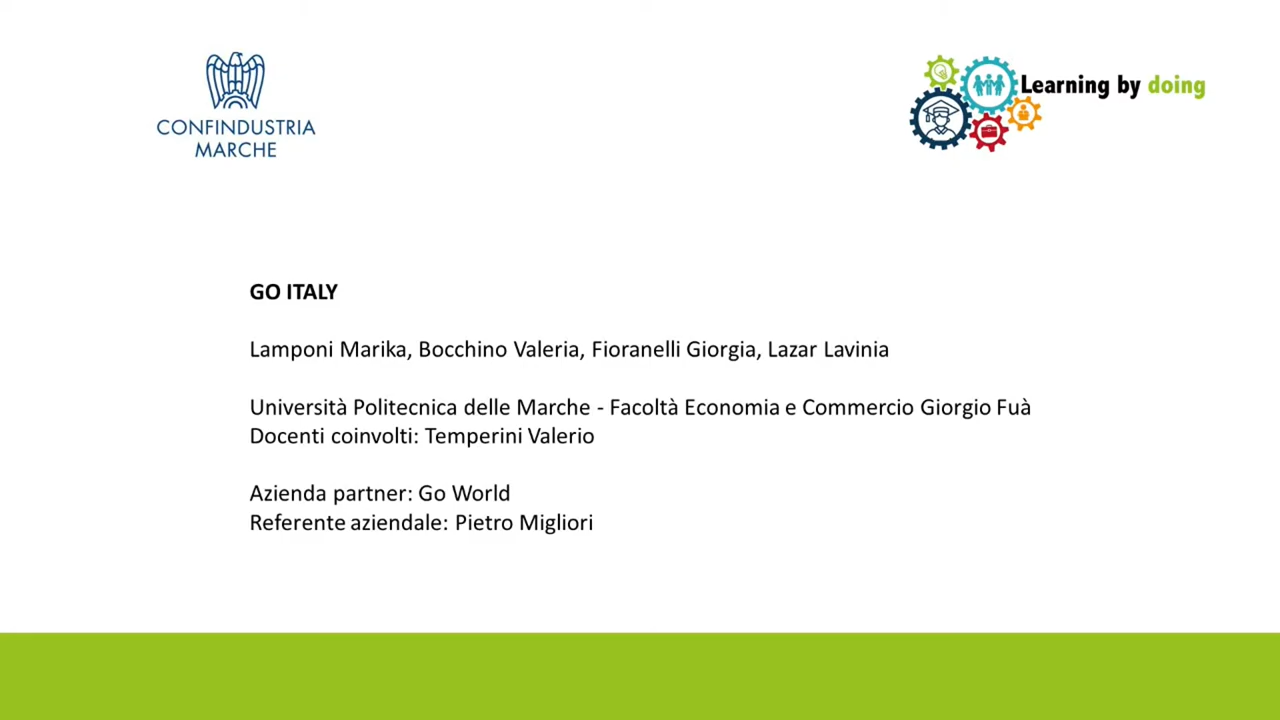 CONFINDUSTRIA
MARCHE
Learning by doing
GO ITALY
Lamponi Marika, Bocchino Valeria, Fioranelli Giorgia, Lazar Lavinia
Università Politecnica delle Marche - Facoltà Economia e Commercio Giorgio Fuà
Docenti coinvolti: Temperini Valerio
Azienda partner: Go World
Referente aziendale: Pietro Migliori